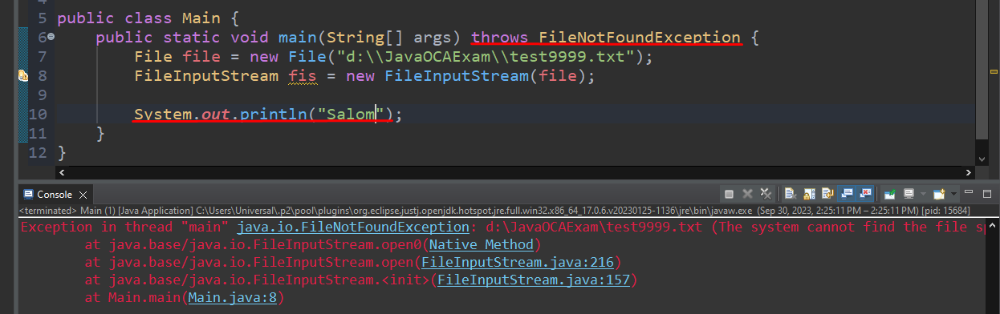 5 public class Main {
6 public static void main(String[] args) throws FileNotFoundException {
7 File file = new File("d:\\JavaOCAExam\\test9999.txt");
8 FileInputStream fis = new FileInputStream(file);
9
10 System.out.println("Salom");
11 }
12 }
Console
<terminated> Main (1) [Java Application] C:\Users\Universal\.p2\pool\plugins\org.eclipse.justj.openjdk.hotspot.jre.full.win32.x86_64_17.0.6.v20230125-1136\jre\bin\javaw.exe (Sep 30, 2023, 2:25:11 PM – 2:25:11 PM) [pid: 15684]
Exception in thread "main" java.io.FileNotFoundException: d:\JavaOCAExam\test9999.txt (The system cannot find the file
at java.base/java.io.FileInputStream.open0(Native Method)
at java.base/java.io.FileInputStream.open(FileInputStream.java:216)
at java.base/java.io.FileInputStream.<init>(FileInputStream.java:157)
at Main.main(Main.java:8)